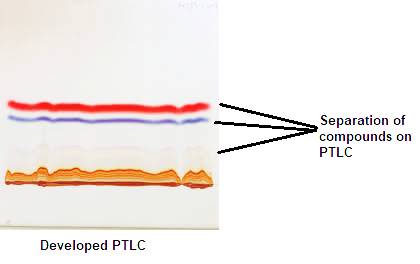 Separation of
compounds on
PTLC
Developed PTLC